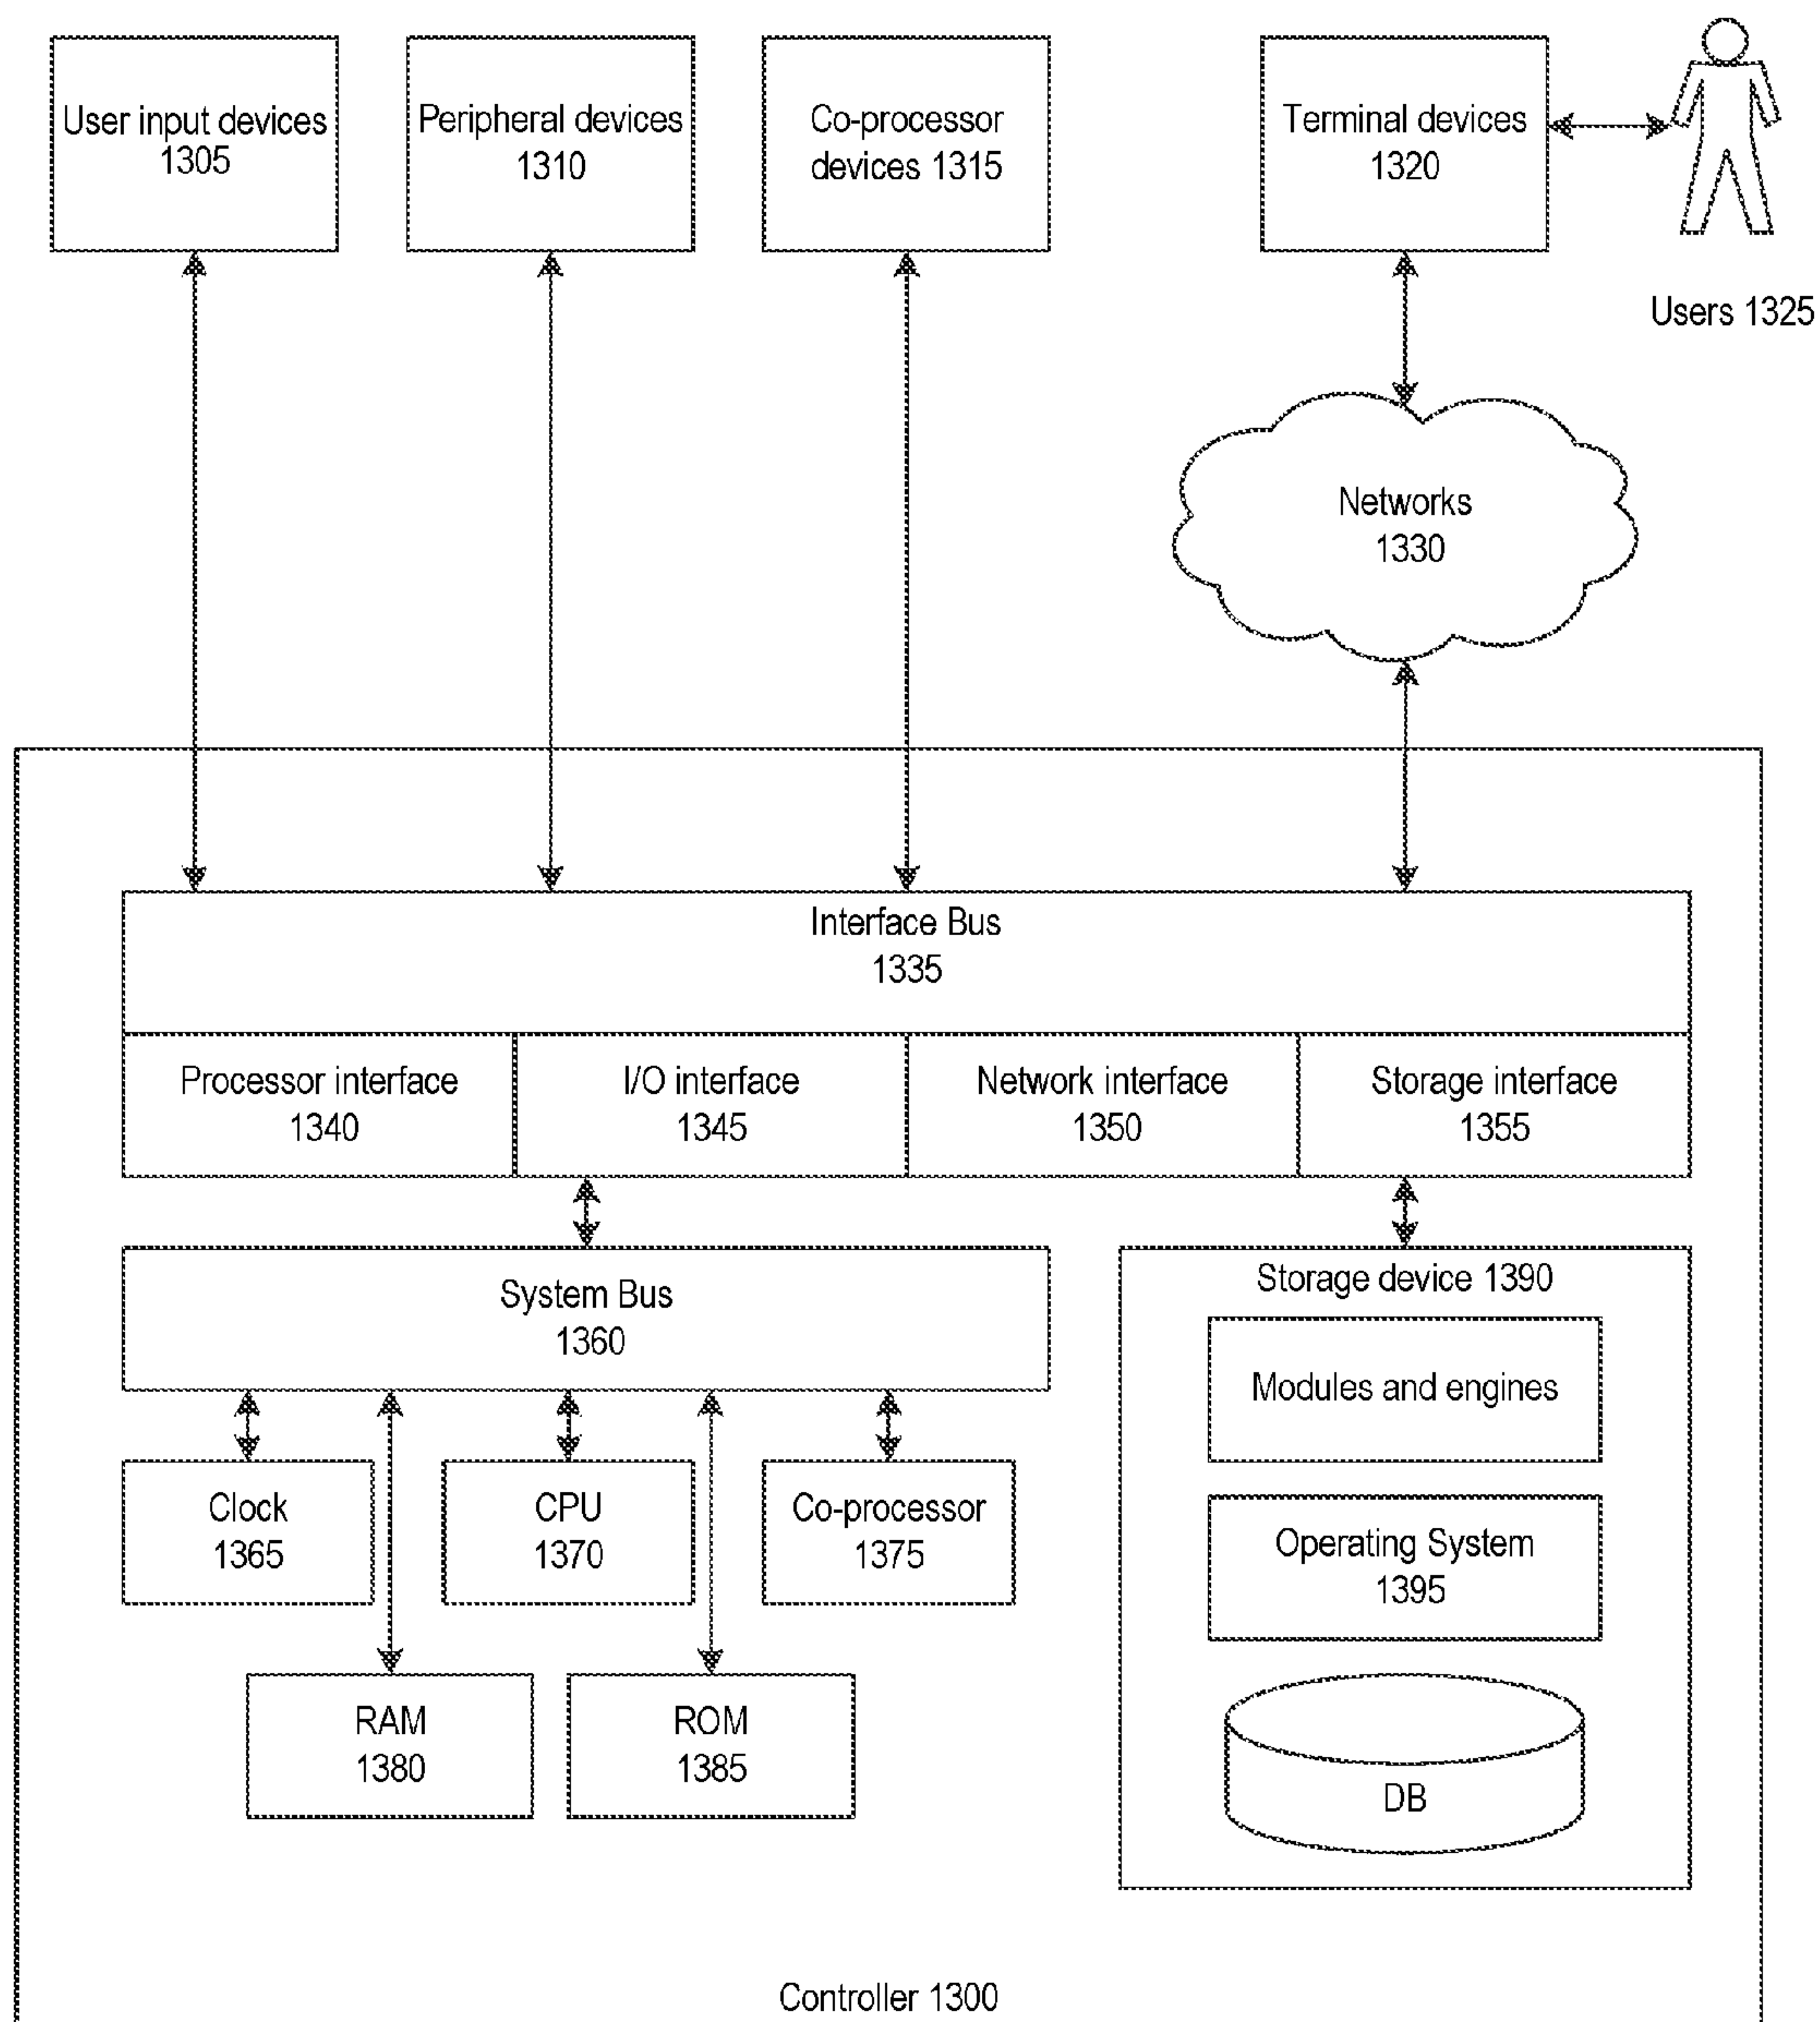 User input devices
1305
Peripheral devices
1310
Co-processor
devices 1315
Terminal devices
1320
Users 1325
Networks
1330
Interface Bus
1335
Processor interface
1340
I/O interface
1345
Network interface
1350
Storage interface
1355
System Bus
1360
Storage device 1390
Modules and engines
Clock
1365
CPU
1370
Co-processor
1375
Operating System
1395
RAM
1380
ROM
1385
DB
Controller 1300